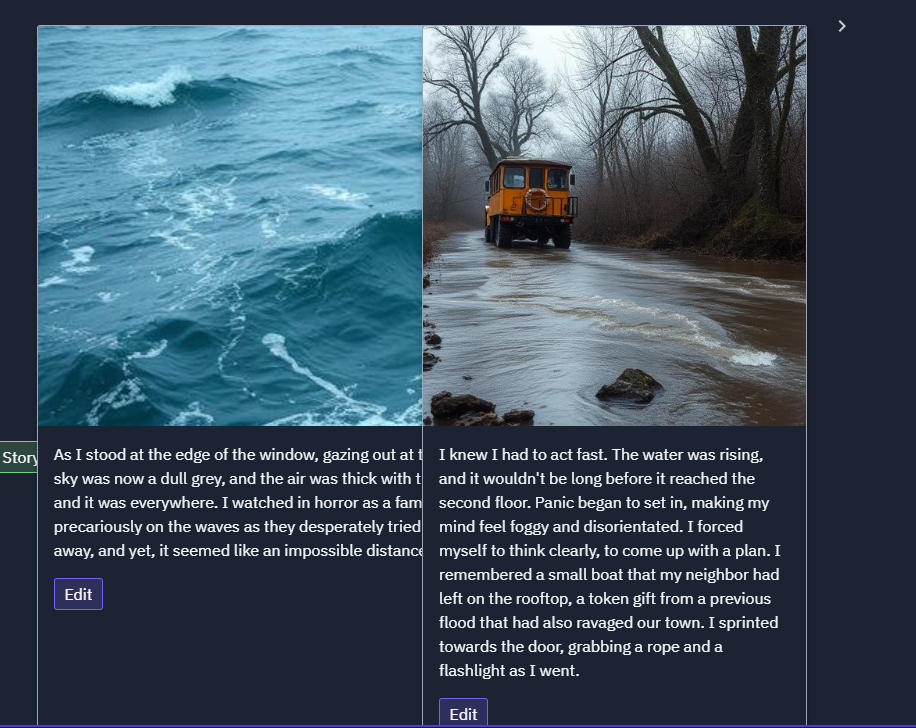 Story
As I stood at the edge of the window, gazing out at
sky was now a dull grey, and the air was thick with
and it was everywhere. I watched in horror as a fam
precariously on the waves as they desperately tried
away, and yet, it seemed like an impossible distance
Edit
I knew I had to act fast. The water was rising,
and it wouldn't be long before it reached the
second floor. Panic began to set in, making my
mind feel foggy and disorientated. I forced
myself to think clearly, to come up with a plan. I
remembered a small boat that my neighbor had
left on the rooftop, a token gift from a previous
flood that had also ravaged our town. I sprinted
towards the door, grabbing a rope and a
flashlight as I went.
Edit